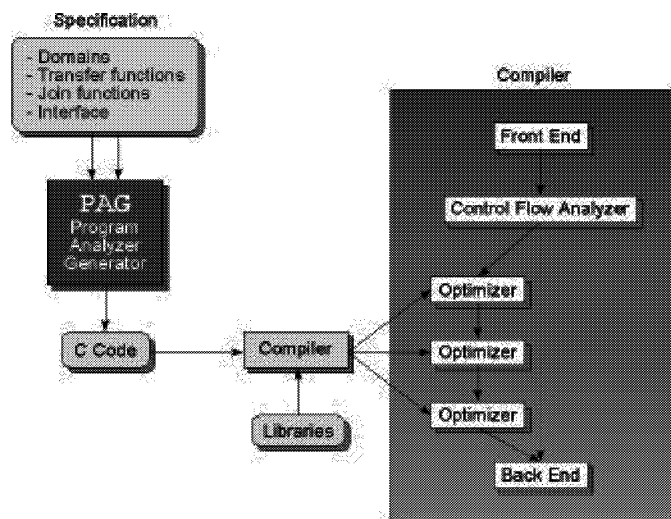 Specification
- Domains
- Transfer functions
- Join functions
- Interface
PAG
Program
Analyzer
Generator
C Code
Compiler
Libraries
Compiler
Front End
Control Flow Analyzer
Optimizer
Optimizer
Optimizer
Back End